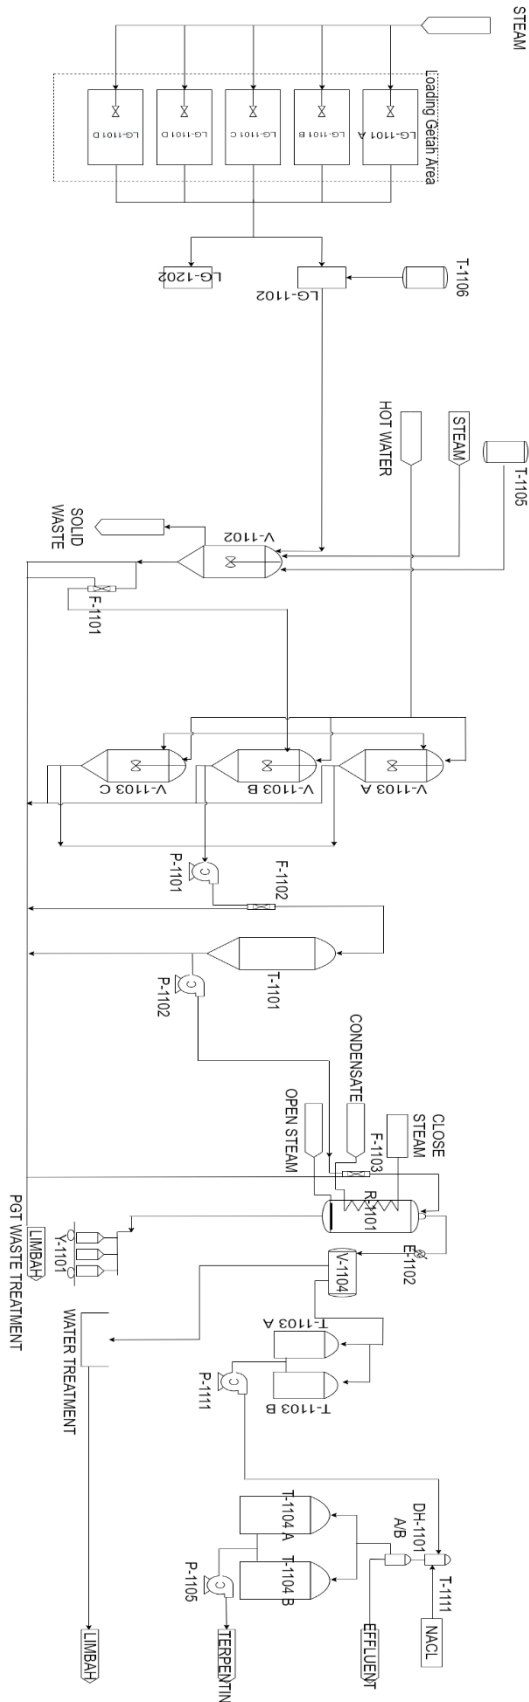 STEAM
Loading Getah Area
LG-1101 D
LG-1101 D
LG-1101 C
LG-1101 B
LG-1101 A
LG-1202
LG-1102
T-1106
HOT WATER
STEAM
T-1105
SOLID
WASTE
V-1102
F-1101
V-1103 C
V-1103 B
V-1103 A
P-1101
C
F-1102
T-1101
P-1102
C
OPEN STEAM
CONDENSATE
CLOSE
STEAM
F-1103
R-1101
E-1102
V-1104
PGT WASTE TREATMENT
LIMBAH
Y-1101
WATER TREATMENT
T-1103 A
T-1103 B
P-1111
C
DH-1101
A/B
T-1111
T-1104 A
T-1104 B
P-1105
C
LIMBAH
TERPENTIN
EFFLUENT
NACL